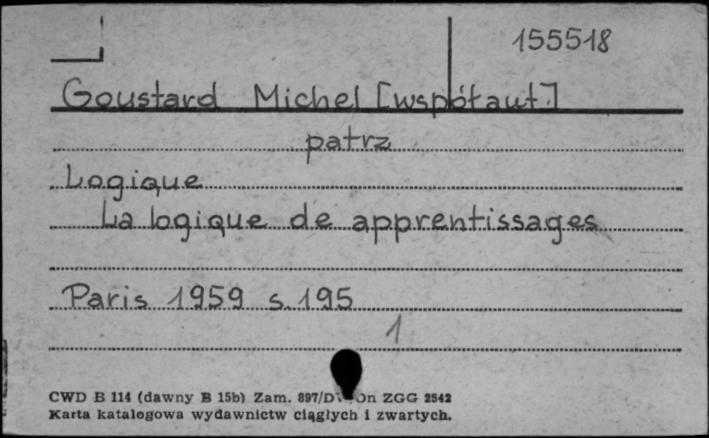 155518
Goustard Michel [współaut.]
patrz
Logique
La logique de apprentissages
Paris 1959 s. 195
1
CWD B 114 (dawny B 15b) Zam. 897/D ZGG 2542
Karta katalogowa wydawnictw ciągłych i zwartych.